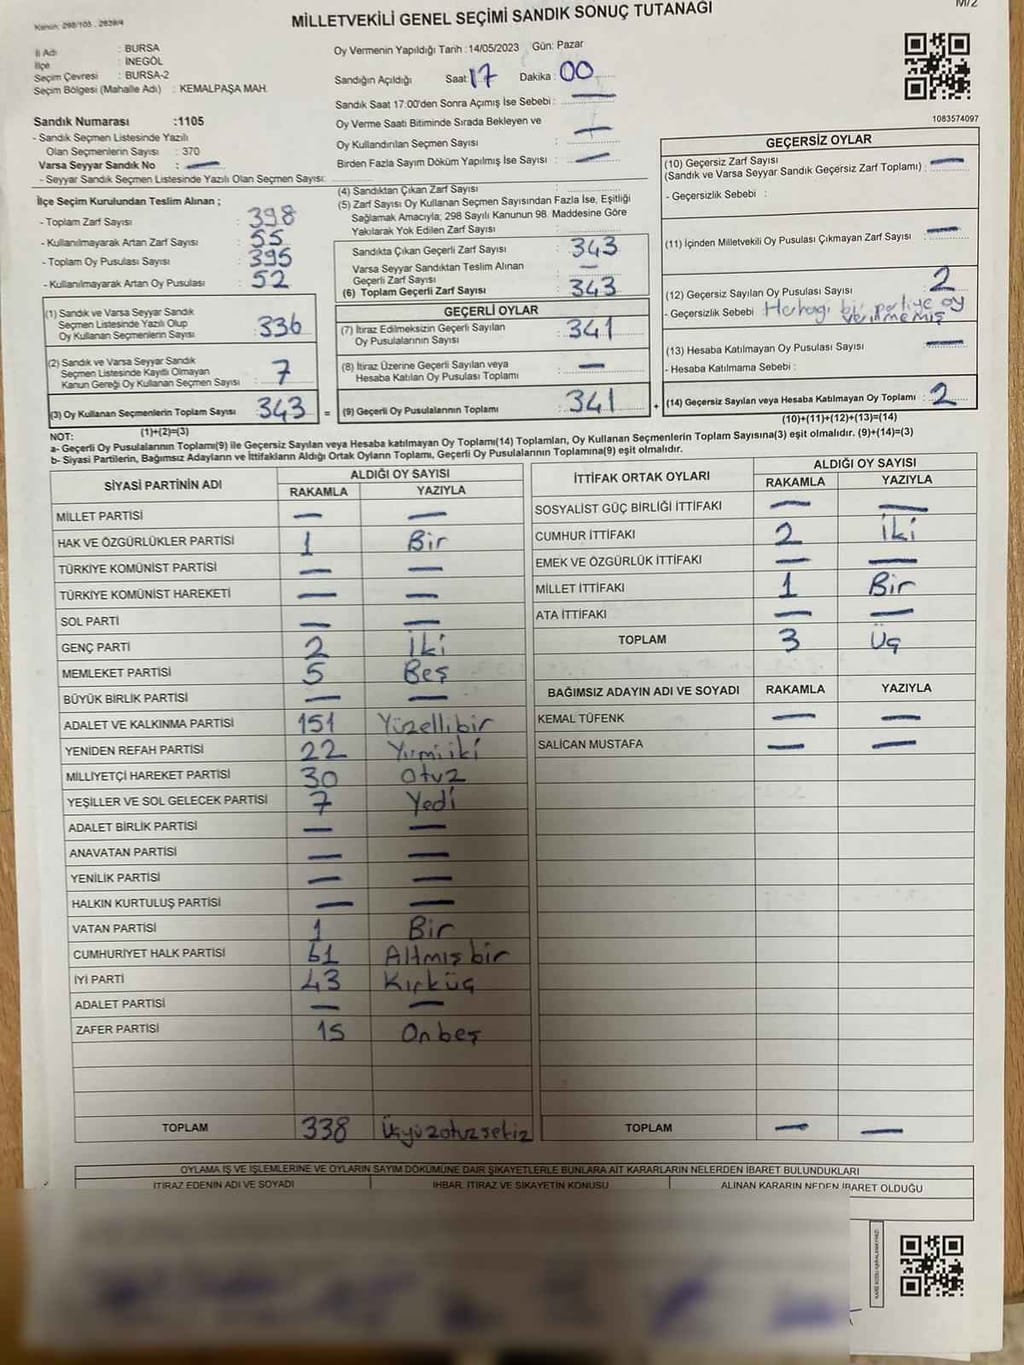 M/2
Kanun: 298/105 , 2839/4
MİLLETVEKİLİ GENEL SEÇİMİ SANDIK SONUÇ TUTANAĞI
İl Adı : BURSA
İlçe : İNEGÖL
Seçim Çevresi : BURSA-2
Seçim Bölgesi (Mahalle Adı) : KEMALPAŞA MAH.
Sandık Numarası :1105
- Sandık Seçmen Listesinde Yazılı
Olan Seçmenlerin Sayısı : 370
Varsa Seyyar Sandık No : —
- Seyyar Sandık Seçmen Listesinde Yazılı Olan Seçmen Sayısı:
Oy Vermenin Yapıldığı Tarih :14/05/2023 Gün: Pazar
Sandığın Açıldığı Saat: 17 Dakika : 00
Sandık Saat 17:00'den Sonra Açımış İse Sebebi : —
Oy Verme Saati Bitiminde Sırada Bekleyen ve
Oy Kullandırılan Seçmen Sayısı : —
Birden Fazla Sayım Döküm Yapılmış İse Sayısı : —
1083574097
İlçe Seçim Kurulundan Teslim Alınan ;
- Toplam Zarf Sayısı : 398
- Kullanılmayarak Artan Zarf Sayısı : 55
- Toplam Oy Pusulası Sayısı : 395
- Kullanılmayarak Artan Oy Pusulası : 52
(4) Sandıktan Çıkan Zarf Sayısı :
(5) Zarf Sayısı Oy Kullanan Seçmen Sayısından Fazla İse, Eşitliği
Sağlamak Amacıyla; 298 Sayılı Kanunun 98. Maddesine Göre
Yakılarak Yok Edilen Zarf Sayısı :
Sandıkta Çıkan Geçerli Zarf Sayısı : 343
Varsa Seyyar Sandıktan Teslim Alınan
Geçerli Zarf Sayısı : —
(6) Toplam Geçerli Zarf Sayısı : 343
GEÇERSİZ OYLAR
(10) Geçersiz Zarf Sayısı
(Sandık ve Varsa Seyyar Sandık Geçersiz Zarf Toplamı) : —
- Geçersizlik Sebebi :
(11) İçinden Milletvekili Oy Pusulası Çıkmayan Zarf Sayısı : —
(12) Geçersiz Sayılan Oy Pusulası Sayısı : 2
- Geçersizlik Sebebi Herhagi bir partiye oy
verilmemiş
(13) Hesaba Katılmayan Oy Pusulası Sayısı : —
- Hesaba Katılmama Sebebi :
(14) Geçersiz Sayılan veya Hesaba Katılmayan Oy Toplamı : 2
(10)+(11)+(12)+(13)=(14)
(1) Sandık ve Varsa Seyyar Sandık
Seçmen Listesinde Yazılı Olup
Oy Kullanan Seçmenlerin Sayısı : 336
(2) Sandık ve Varsa Seyyar Sandık
Seçmen Listesinde Kayıtlı Olmayan
Kanun Gereği Oy Kullanan Seçmen Sayısı : 7
(3) Oy Kullanan Seçmenlerin Toplam Sayısı : 343 =
(1)+(2)=(3)
GEÇERLİ OYLAR
(7) İtiraz Edilmeksizin Geçerli Sayılan
Oy Pusulalarının Sayısı : 341
(8) İtiraz Üzerine Geçerli Sayılan veya
Hesaba Katılan Oy Pusulası Toplamı : —
(9) Geçerli Oy Pusulalarının Toplamı : 341 +
NOT:
a- Geçerli Oy Pusulalarının Toplamı(9) ile Geçersiz Sayılan veya Hesaba katılmayan Oy Toplamı(14) Toplamları, Oy Kullanan Seçmenlerin Toplam Sayısına(3) eşit olmalıdır. (9)+(14)=(3)
b- Siyasi Partilerin, Bağımsız Adayların ve İttifakların Aldığı Ortak Oyların Toplamı, Geçerli Oy Pusulalarının Toplamına(9) eşit olmalıdır.
SİYASİ PARTİNİN ADI ALDIĞI OY SAYISI
RAKAMLA YAZIYLA
MİLLET PARTİSİ — —
HAK VE ÖZGÜRLÜKLER PARTİSİ 1 Bir
TÜRKİYE KOMÜNİST PARTİSİ — —
TÜRKİYE KOMÜNİST HAREKETİ — —
SOL PARTİ — —
GENÇ PARTİ 2 İki
MEMLEKET PARTİSİ 5 Beş
BÜYÜK BİRLİK PARTİSİ — —
ADALET VE KALKINMA PARTİSİ 151 Yüzellibir
YENİDEN REFAH PARTİSİ 22 Yirmiiki
MİLLİYETÇİ HAREKET PARTİSİ 30 Otuz
YEŞİLLER VE SOL GELECEK PARTİSİ 7 Yedi
ADALET BİRLİK PARTİSİ — —
ANAVATAN PARTİSİ — —
YENİLİK PARTİSİ — —
HALKIN KURTULUŞ PARTİSİ — —
VATAN PARTİSİ 1 Bir
CUMHURİYET HALK PARTİSİ 61 Altmışbir
İYİ PARTİ 43 Kırküç
ADALET PARTİSİ — —
ZAFER PARTİSİ 15 Onbeş
TOPLAM 338 Üçyüzotuzsekiz
İTTİFAK ORTAK OYLARI ALDIĞI OY SAYISI
RAKAMLA YAZIYLA
SOSYALİST GÜÇ BİRLİĞİ İTTİFAKI — —
CUMHUR İTTİFAKI 2 İki
EMEK VE ÖZGÜRLÜK İTTİFAKI — —
MİLLET İTTİFAKI 1 Bir
ATA İTTİFAKI — —
TOPLAM 3 Üç
BAĞIMSIZ ADAYIN ADI VE SOYADI RAKAMLA YAZIYLA
KEMAL TÜFENK — —
SALİCAN MUSTAFA — —
TOPLAM — —
OYLAMA İŞ VE İŞLEMLERİNE VE OYLARIN SAYIM DÖKÜMÜNE DAİR ŞİKAYETLERLE BUNLARA AİT KARARLARIN NELERDEN İBARET BULUNDUKLARI
İTİRAZ EDENİN ADI VE SOYADI İHBAR, İTİRAZ VE ŞİKAYETİN KONUSU ALINAN KARARIN NEDEN İBARET OLDUĞU